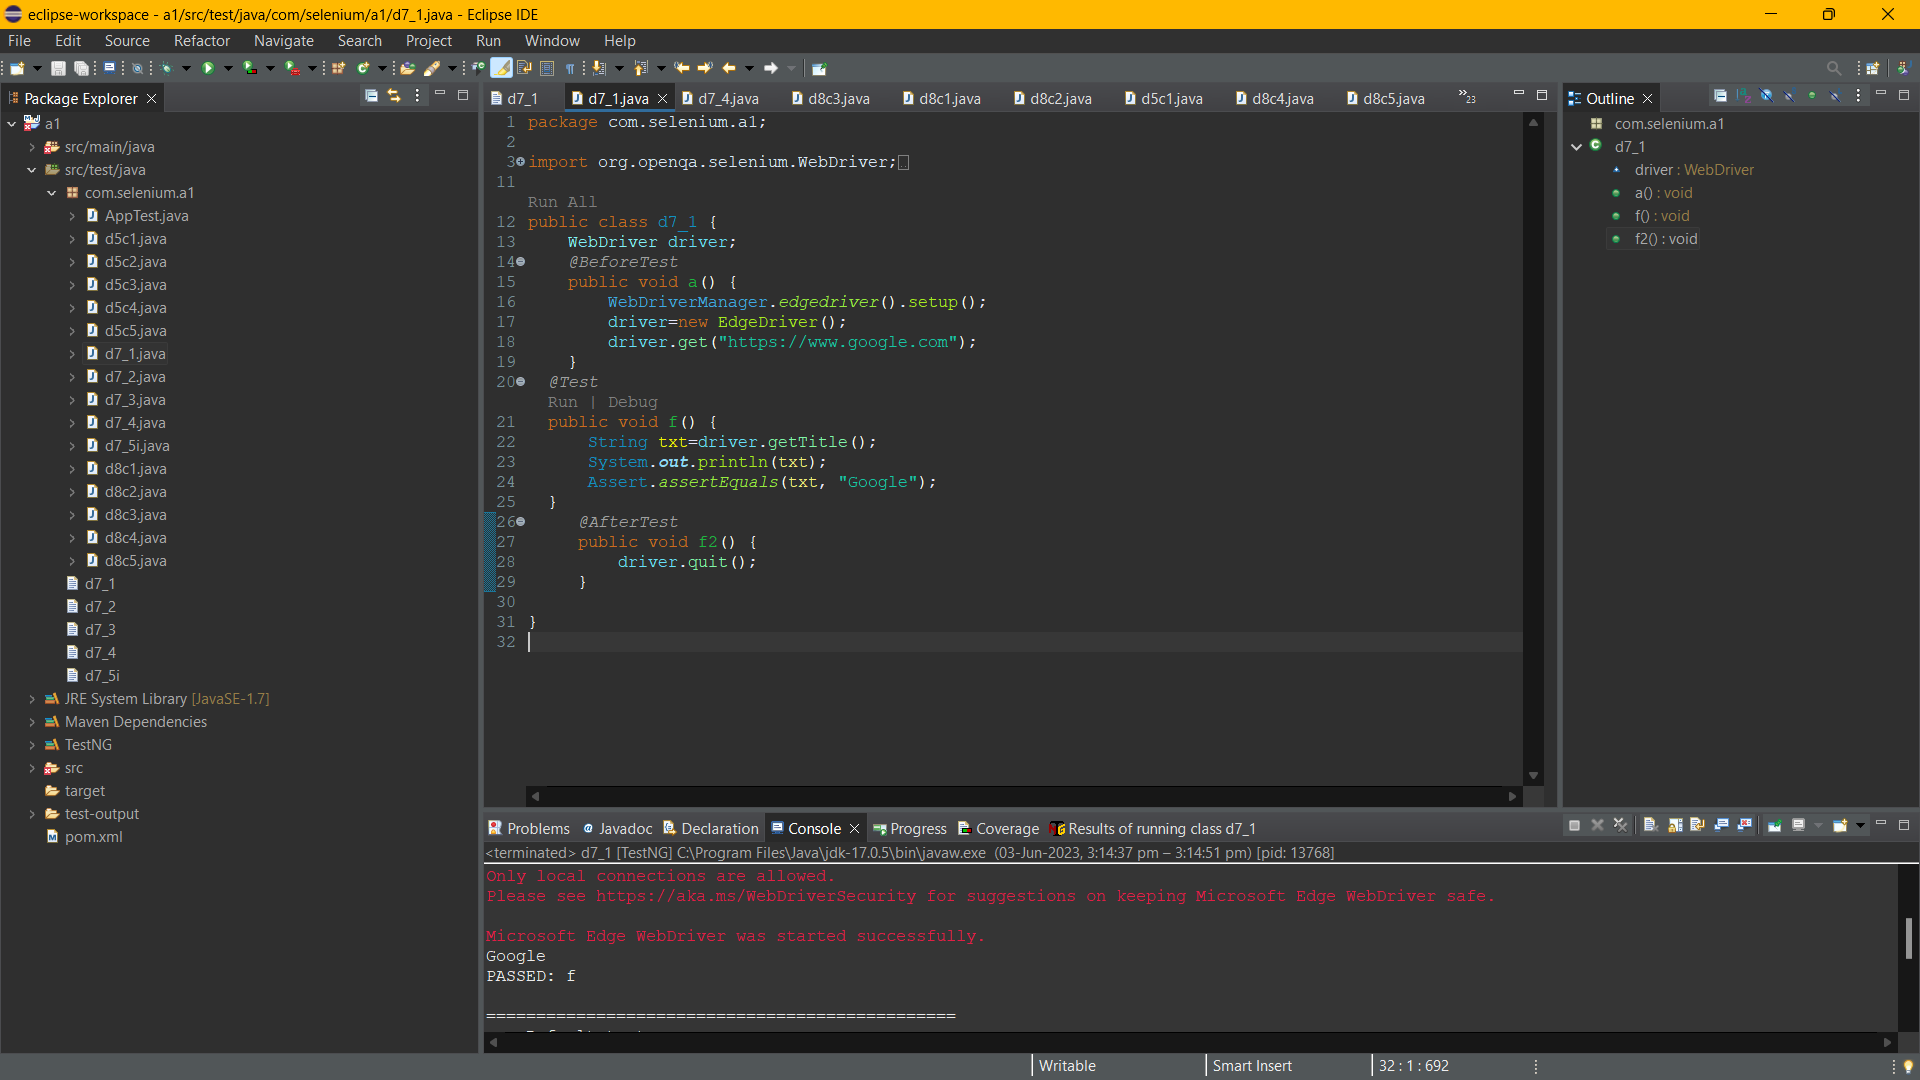 eclipse-workspace - a1/src/test/java/com/selenium/a1/d7_1.java - Eclipse IDE
File Edit Source Refactor Navigate Search Project Run Window Help
Package Explorer
a1
src/main/java
src/test/java
com.selenium.a1
AppTest.java
d5c1.java
d5c2.java
d5c3.java
d5c4.java
d5c5.java
d7_1.java
d7_2.java
d7_3.java
d7_4.java
d7_5i.java
d8c1.java
d8c2.java
d8c3.java
d8c4.java
d8c5.java
d7_1
d7_2
d7_3
d7_4
d7_5i
JRE System Library [JavaSE-1.7]
Maven Dependencies
TestNG
src
target
test-output
pom.xml
d7_1 d7_1.java d7_4.java d8c3.java d8c1.java d8c2.java d5c1.java d8c4.java d8c5.java »23
1 package com.selenium.a1;
2
3 import org.openqa.selenium.WebDriver;
11
Run All
12 public class d7_1 {
13 WebDriver driver;
14 @BeforeTest
15 public void a() {
16 WebDriverManager.edgedriver().setup();
17 driver=new EdgeDriver();
18 driver.get("https://www.google.com");
19 }
20 @Test
Run | Debug
21 public void f() {
22 String txt=driver.getTitle();
23 System.out.println(txt);
24 Assert.assertEquals(txt, "Google");
25 }
26 @AfterTest
27 public void f2() {
28 driver.quit();
29 }
30
31 }
32
Outline
com.selenium.a1
d7_1
driver : WebDriver
a() : void
f() : void
f2() : void
Problems Javadoc Declaration Console Progress Coverage Results of running class d7_1
<terminated> d7_1 [TestNG] C:\Program Files\Java\jdk-17.0.5\bin\javaw.exe (03-Jun-2023, 3:14:37 pm – 3:14:51 pm) [pid: 13768]
Only local connections are allowed.
Please see https://aka.ms/WebDriverSecurity for suggestions on keeping Microsoft Edge WebDriver safe.
Microsoft Edge WebDriver was started successfully.
Google
PASSED: f
===============================================
Writable Smart Insert 32 : 1 : 692